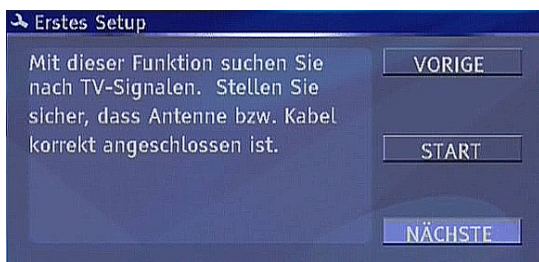 Erstes Setup
Mit dieser Funktion suchen Sie
nach TV-Signalen. Stellen Sie
sicher, dass Antenne bzw. Kabel
korrekt angeschlossen ist.
VORIGE
START
NÄCHSTE